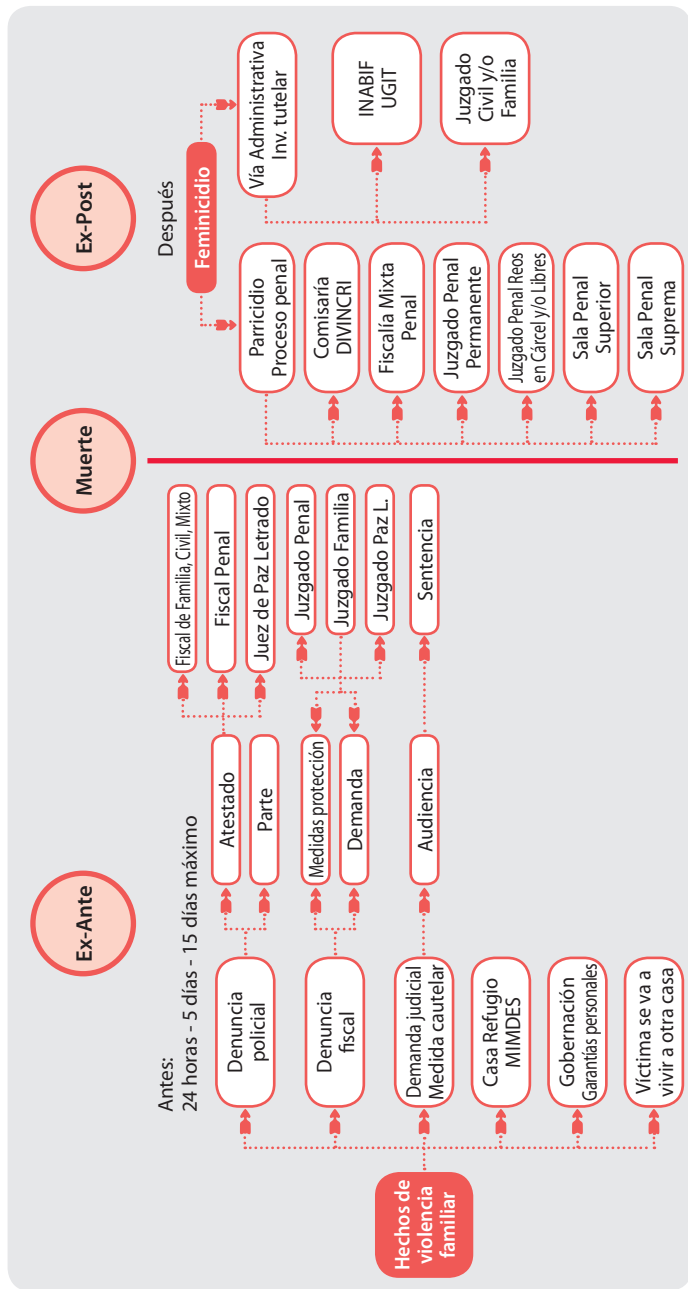 Ex-Ante
Muerte
Ex-Post
Antes:
24 horas - 5 días - 15 días máximo
Hechos de
violencia
familiar
Denuncia
policial
Atestado
Parte
Fiscal de Familia, Civil, Mixto
Fiscal Penal
Juez de Paz Letrado
Denuncia
fiscal
Medidas protección
Demanda
Juzgado Penal
Juzgado Familia
Juzgado Paz L.
Demanda judicial
Medida cautelar
Audiencia
Sentencia
Casa Refugio
MIMDES
Gobernación
Garantías personales
Víctima se va a
vivir a otra casa
Después
Feminicidio
Parricidio
Proceso penal
Comisaría
DIVINCRI
Fiscalía Mixta
Penal
Juzgado Penal
Permanente
Juzgado Penal Reos
en Cárcel y/o Libres
Sala Penal
Superior
Sala Penal
Suprema
Vía Administrativa
Inv. tutelar
INABIF
UGIT
Juzgado
Civil y/o
Familia